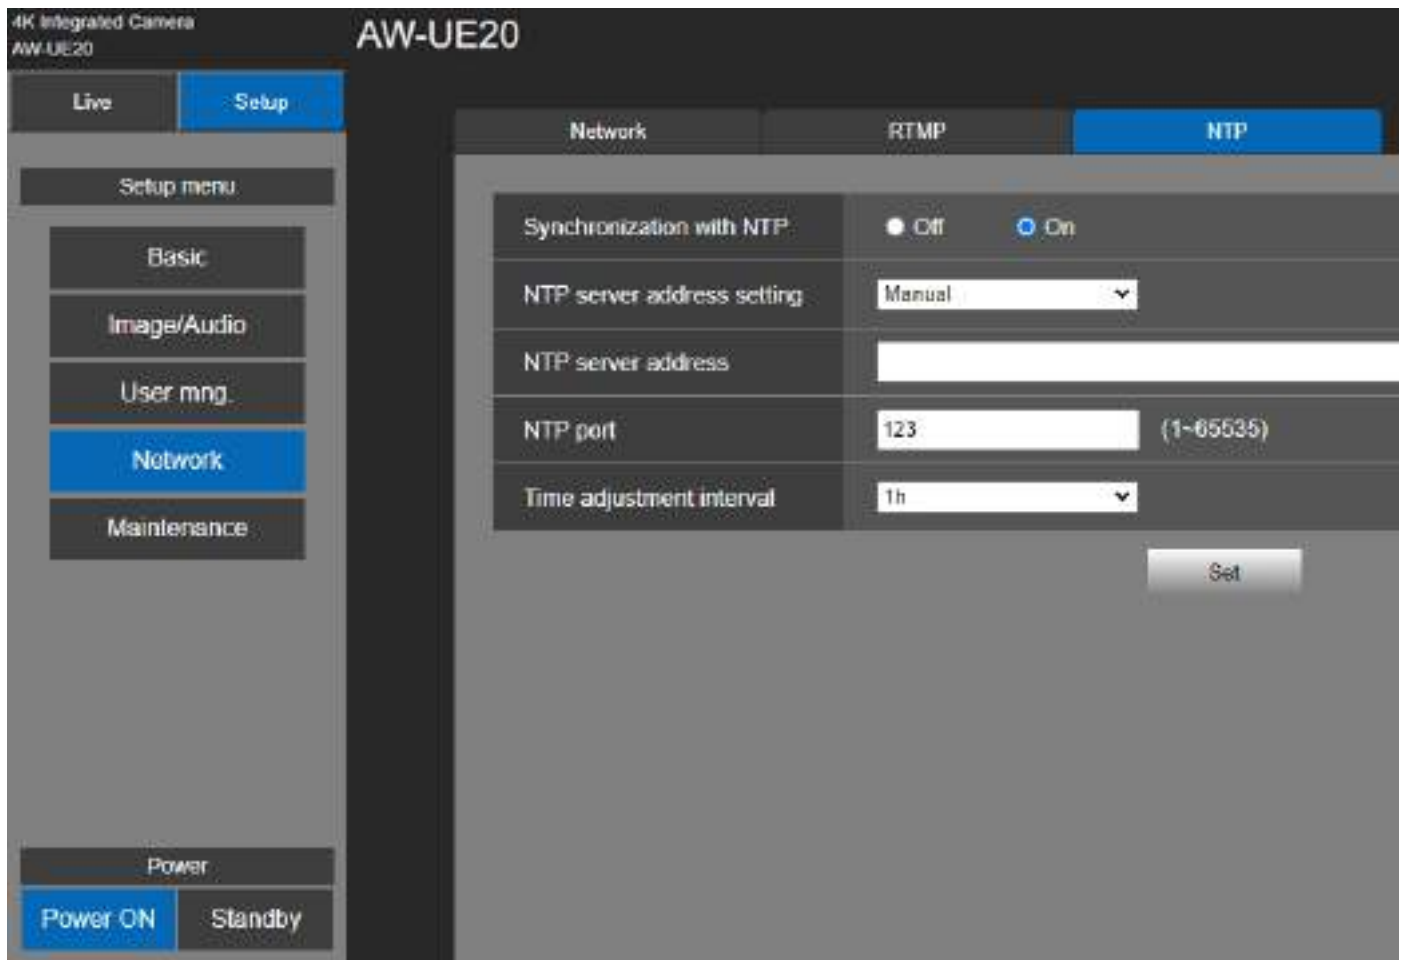 4K Integrated Camera
AW-UE20
AW-UE20
Live
Setup
Setup menu
Basic
Image/Audio
User mng.
Network
Maintenance
Power
Power ON
Standby
Network
RTMP
NTP
Synchronization with NTP
Off
On
NTP server address setting
Manual
NTP server address
NTP port
123
(1~65535)
Time adjustment interval
1h
Set